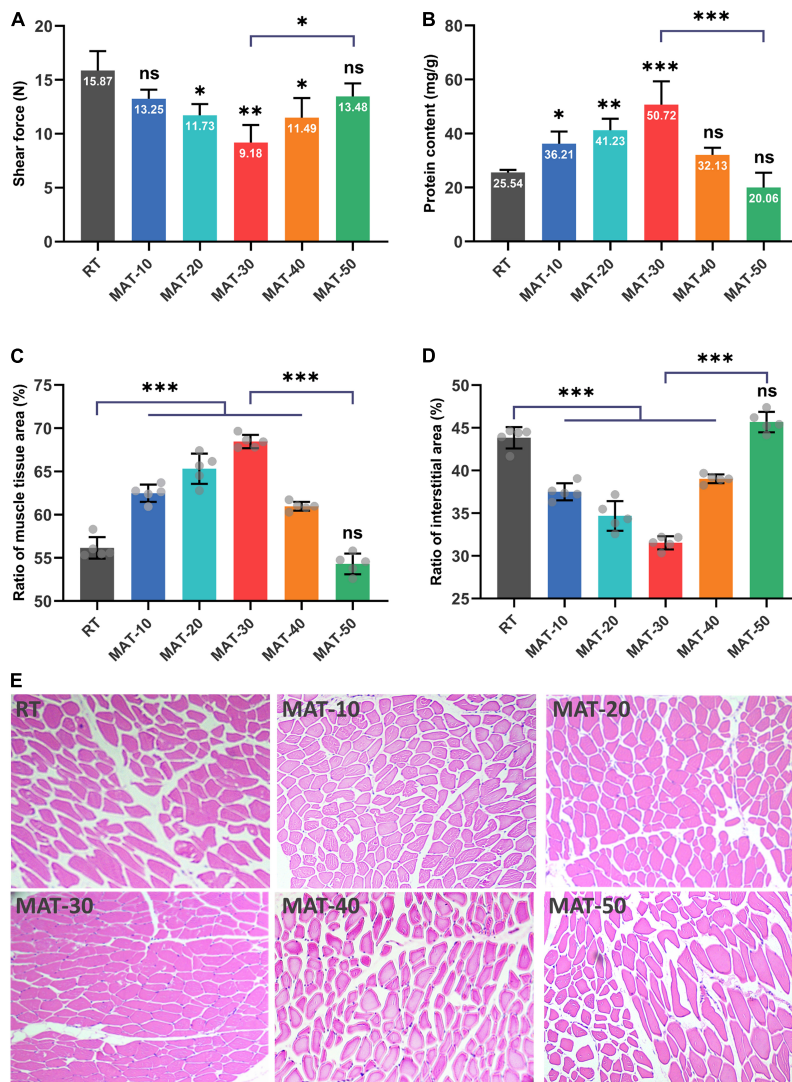 A
Shear force (N)
20
15
10
5
0
15.87
ns
13.25
*
11.73
**
9.18
*
11.49
ns
13.48
*
RT
MAT-10
MAT-20
MAT-30
MAT-40
MAT-50
B
Protein content (mg/g)
80
60
40
20
0
25.54
*
36.21
**
41.23
***
50.72
ns
32.13
ns
20.06
***
RT
MAT-10
MAT-20
MAT-30
MAT-40
MAT-50
C
Ratio of muscle tissue area (%)
75
70
65
60
55
50
***
***
ns
RT
MAT-10
MAT-20
MAT-30
MAT-40
MAT-50
D
Ratio of interstitial area (%)
50
45
40
35
30
25
***
***
ns
RT
MAT-10
MAT-20
MAT-30
MAT-40
MAT-50
E
RT
MAT-10
MAT-20
MAT-30
MAT-40
MAT-50